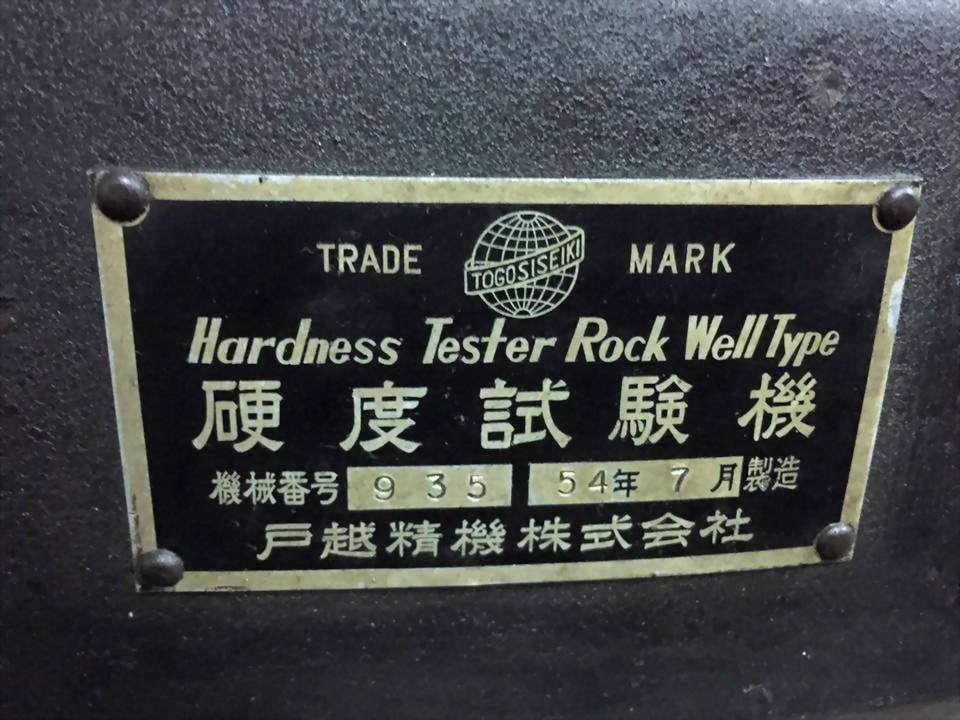 TRADE TOGOSISEIKI MARK
Hardness Tester Rock Well Type
硬度試験機
機械番号 935 54年 7月製造
戸越精機株式会社